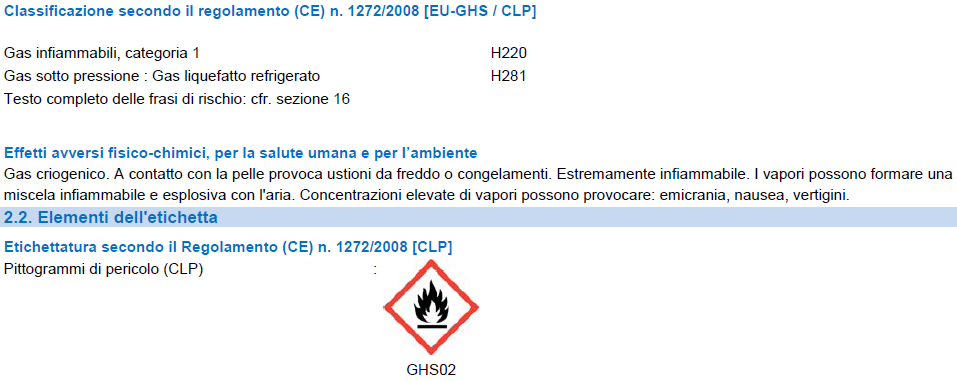 Classificazione secondo il regolamento (CE) n. 1272/2008 [EU-GHS / CLP]
Gas infiammabili, categoria 1 H220
Gas sotto pressione : Gas liquefatto refrigerato H281
Testo completo delle frasi di rischio: cfr. sezione 16
Effetti avversi fisico-chimici, per la salute umana e per l'ambiente
Gas criogenico. A contatto con la pelle provoca ustioni da freddo o congelamenti. Estremamente infiammabile. I vapori possono formare una
miscela infiammabile e esplosiva con l'aria. Concentrazioni elevate di vapori possono provocare: emicrania, nausea, vertigini.
2.2. Elementi dell'etichetta
Etichettatura secondo il Regolamento (CE) n. 1272/2008 [CLP]
Pittogrammi di pericolo (CLP) :
GHS02